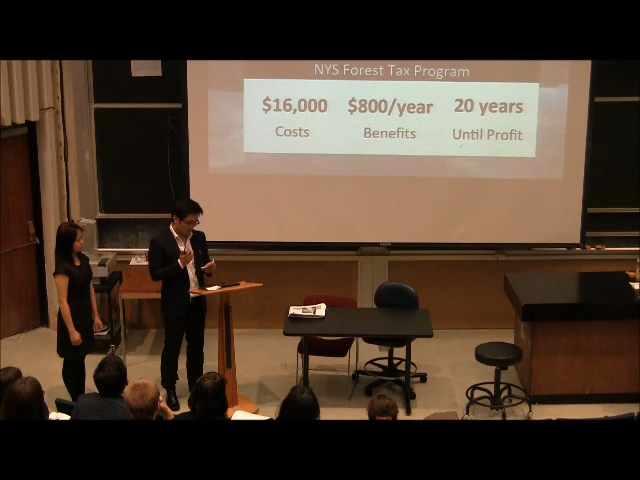 NYS Forest Tax Program
$16,000 $800/year 20 years
Costs Benefits Until Profit